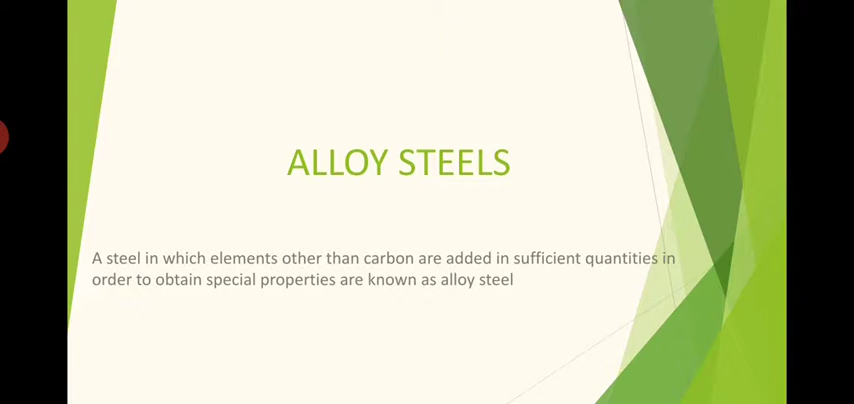 ALLOY STEELS
A steel in which elements other than carbon are added in sufficient quantities in
order to obtain special properties are known as alloy steel